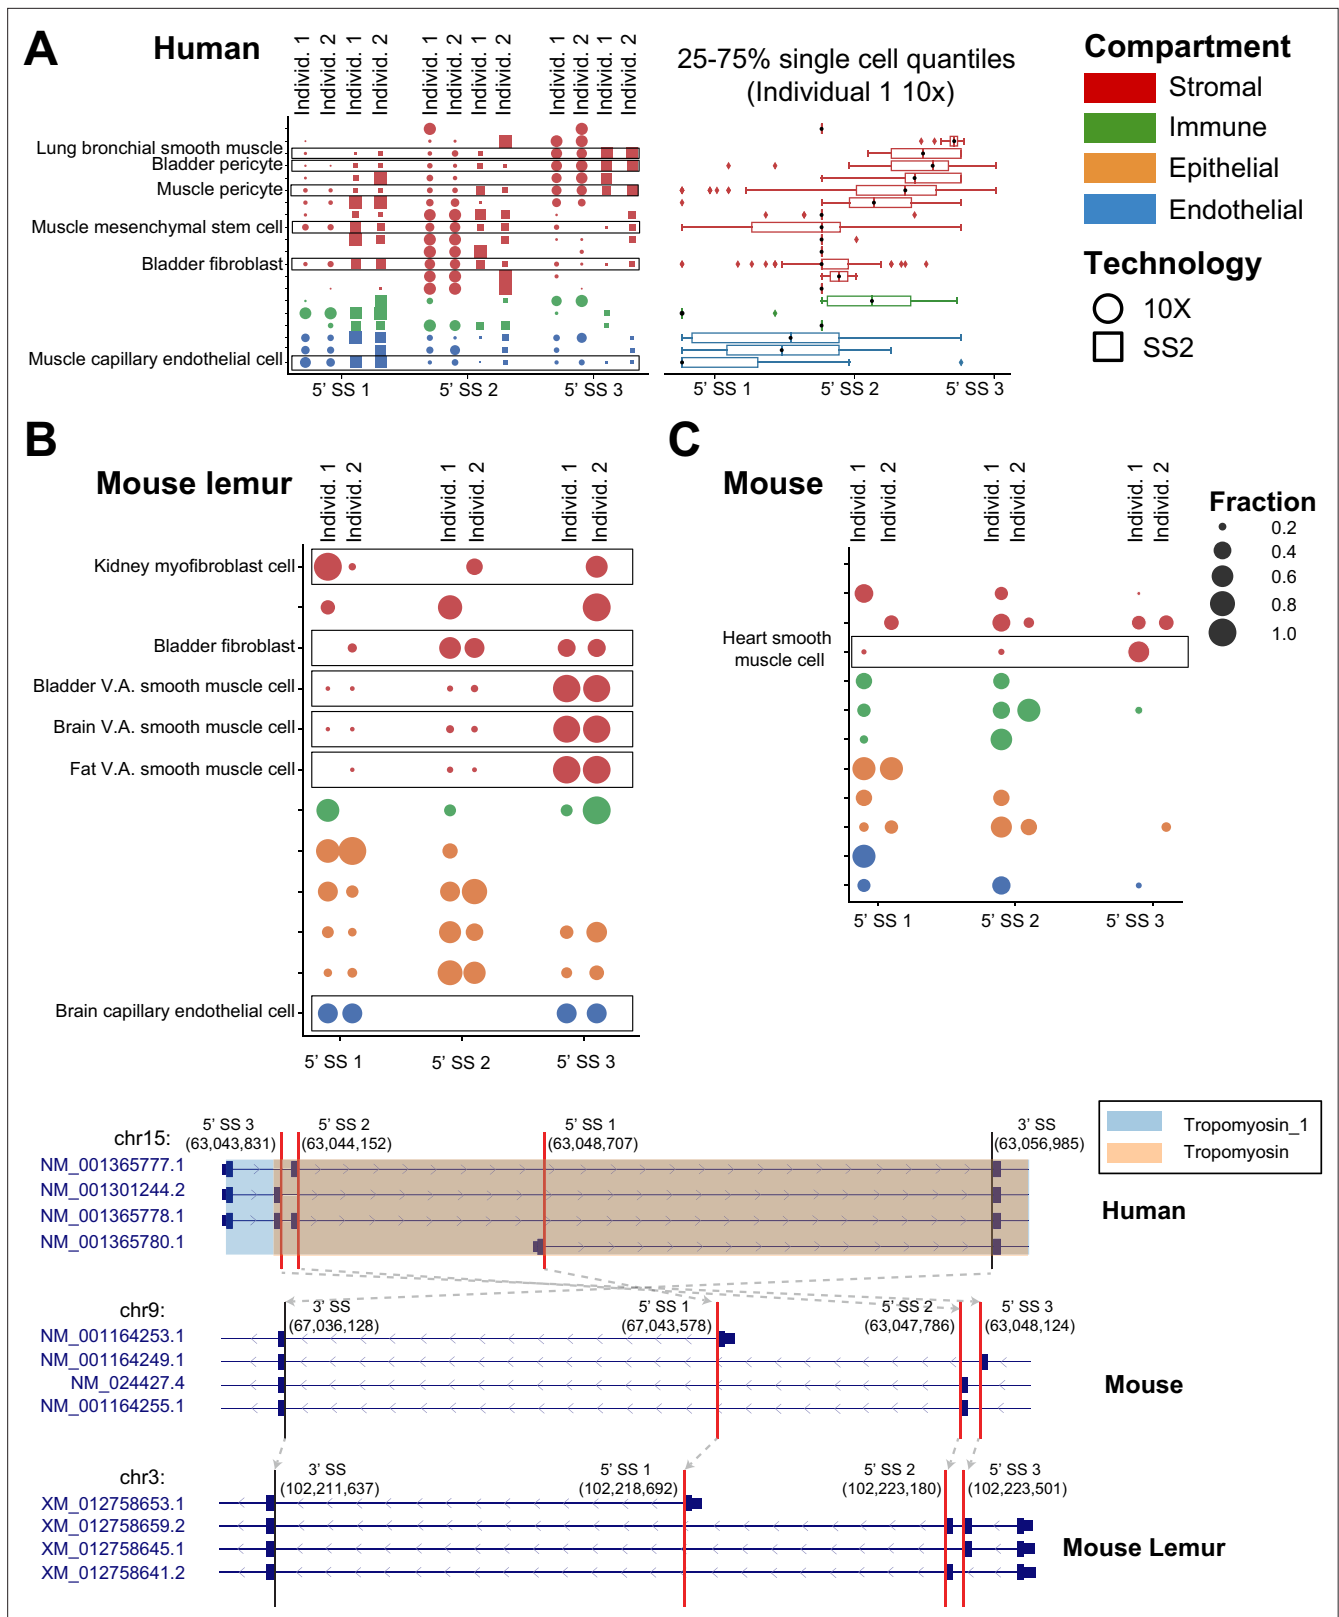 A
Human
Individ. 1
Individ. 2
Individ. 1
Individ. 2
Individ. 1
Individ. 2
Individ. 1
Individ. 2
Individ. 1
Individ. 2
Individ. 1
Individ. 2
25-75% single cell quantiles
(Individual 1 10x)
Compartment
Stromal
Immune
Epithelial
Endothelial
Technology
10X
SS2
Lung bronchial smooth muscle
Bladder pericyte
Muscle pericyte
Muscle mesenchymal stem cell
Bladder fibroblast
Muscle capillary endothelial cell
5' SS 1
5' SS 2
5' SS 3
5' SS 1
5' SS 2
5' SS 3
B
Mouse lemur
Individ. 1
Individ. 2
Individ. 1
Individ. 2
Individ. 1
Individ. 2
Kidney myofibroblast cell
Bladder fibroblast
Bladder V.A. smooth muscle cell
Brain V.A. smooth muscle cell
Fat V.A. smooth muscle cell
Brain capillary endothelial cell
5' SS 1
5' SS 2
5' SS 3
C
Mouse
Individ. 1
Individ. 2
Individ. 1
Individ. 2
Individ. 1
Individ. 2
Heart smooth
muscle cell
5' SS 1
5' SS 2
5' SS 3
Fraction
0.2
0.4
0.6
0.8
1.0
chr15:
5' SS 3
(63,043,831)
5' SS 2
(63,044,152)
5' SS 1
(63,048,707)
3' SS
(63,056,985)
NM_001365777.1
NM_001301244.2
NM_001365778.1
NM_001365780.1
Tropomyosin_1
Tropomyosin
Human
chr9:
3' SS
(67,036,128)
5' SS 1
(67,043,578)
5' SS 2
(63,047,786)
5' SS 3
(63,048,124)
NM_001164253.1
NM_001164249.1
NM_024427.4
NM_001164255.1
Mouse
chr3:
3' SS
(102,211,637)
5' SS 1
(102,218,692)
5' SS 2
(102,223,180)
5' SS 3
(102,223,501)
XM_012758653.1
XM_012758659.2
XM_012758645.1
XM_012758641.2
Mouse Lemur